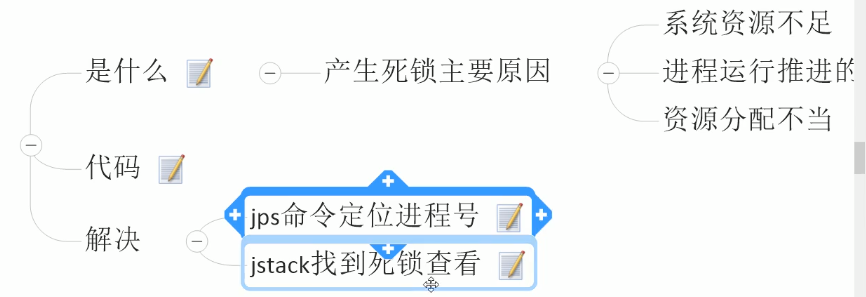 系统资源不足
是什么
产生死锁主要原因
进程运行推进的
资源分配不当
代码
jps命令定位进程号
解决
jstack找到死锁查看